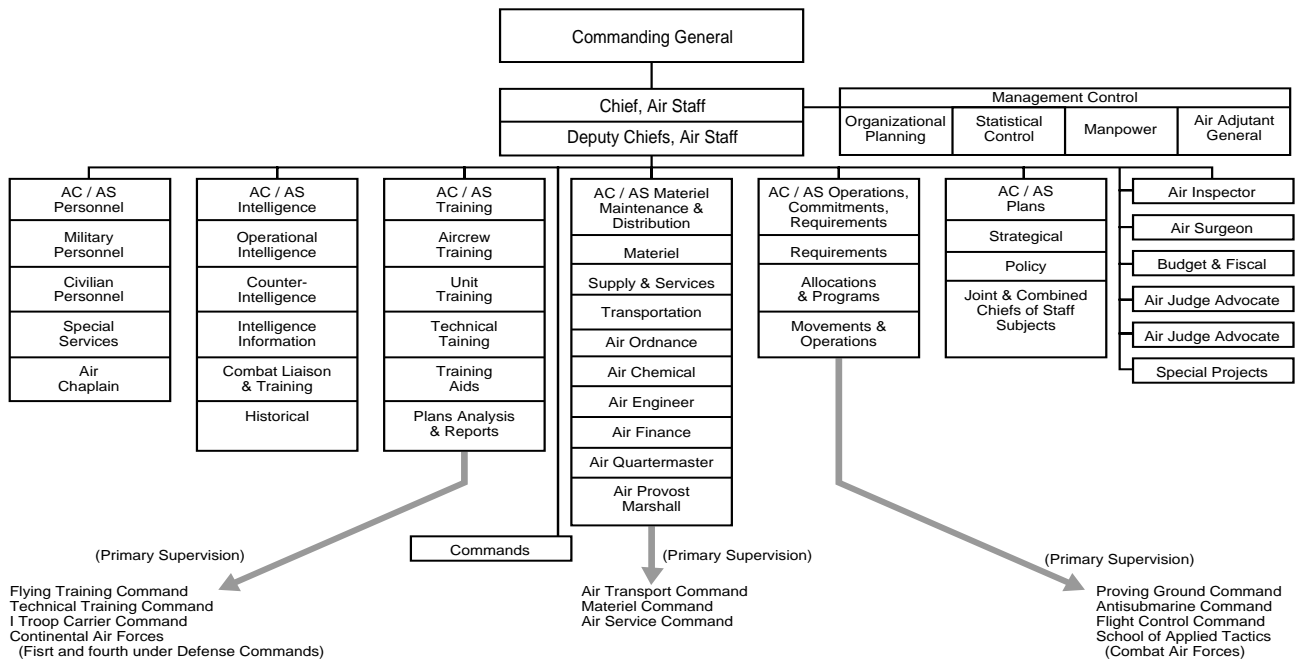 Commanding General
Chief, Air Staff
Deputy Chiefs, Air Staff
Management Control
Organizational
Planning
Statistical
Control
Manpower
Air Adjutant
General
AC / AS
Personnel
Military
Personnel
Civilian
Personnel
Special
Services
Air
Chaplain
AC / AS
Intelligence
Operational
Intelligence
Counter-
Intelligence
Intelligence
Information
Combat Liaison
& Training
Historical
AC / AS
Training
Aircrew
Training
Unit
Training
Technical
Taining
Training
Aids
Plans Analysis
& Reports
Commands
AC / AS Materiel
Maintenance &
Distribution
Materiel
Supply & Services
Transportation
Air Ordnance
Air Chemical
Air Engineer
Air Finance
Air Quartermaster
Air Provost
Marshall
AC / AS Operations,
Commitments,
Requirements
Requirements
Allocations
& Programs
Movements &
Operations
AC / AS
Plans
Strategical
Policy
Joint & Combined
Chiefs of Staff
Subjects
Air Inspector
Air Surgeon
Budget & Fiscal
Air Judge Advocate
Air Judge Advocate
Special Projects
(Primary Supervision)
Flying Training Command
Technical Training Command
I Troop Carrier Command
Continental Air Forces
(Fisrt and fourth under Defense Commands)
(Primary Supervision)
Air Transport Command
Materiel Command
Air Service Command
(Primary Supervision)
Proving Ground Command
Antisubmarine Command
Flight Control Command
School of Applied Tactics
(Combat Air Forces)